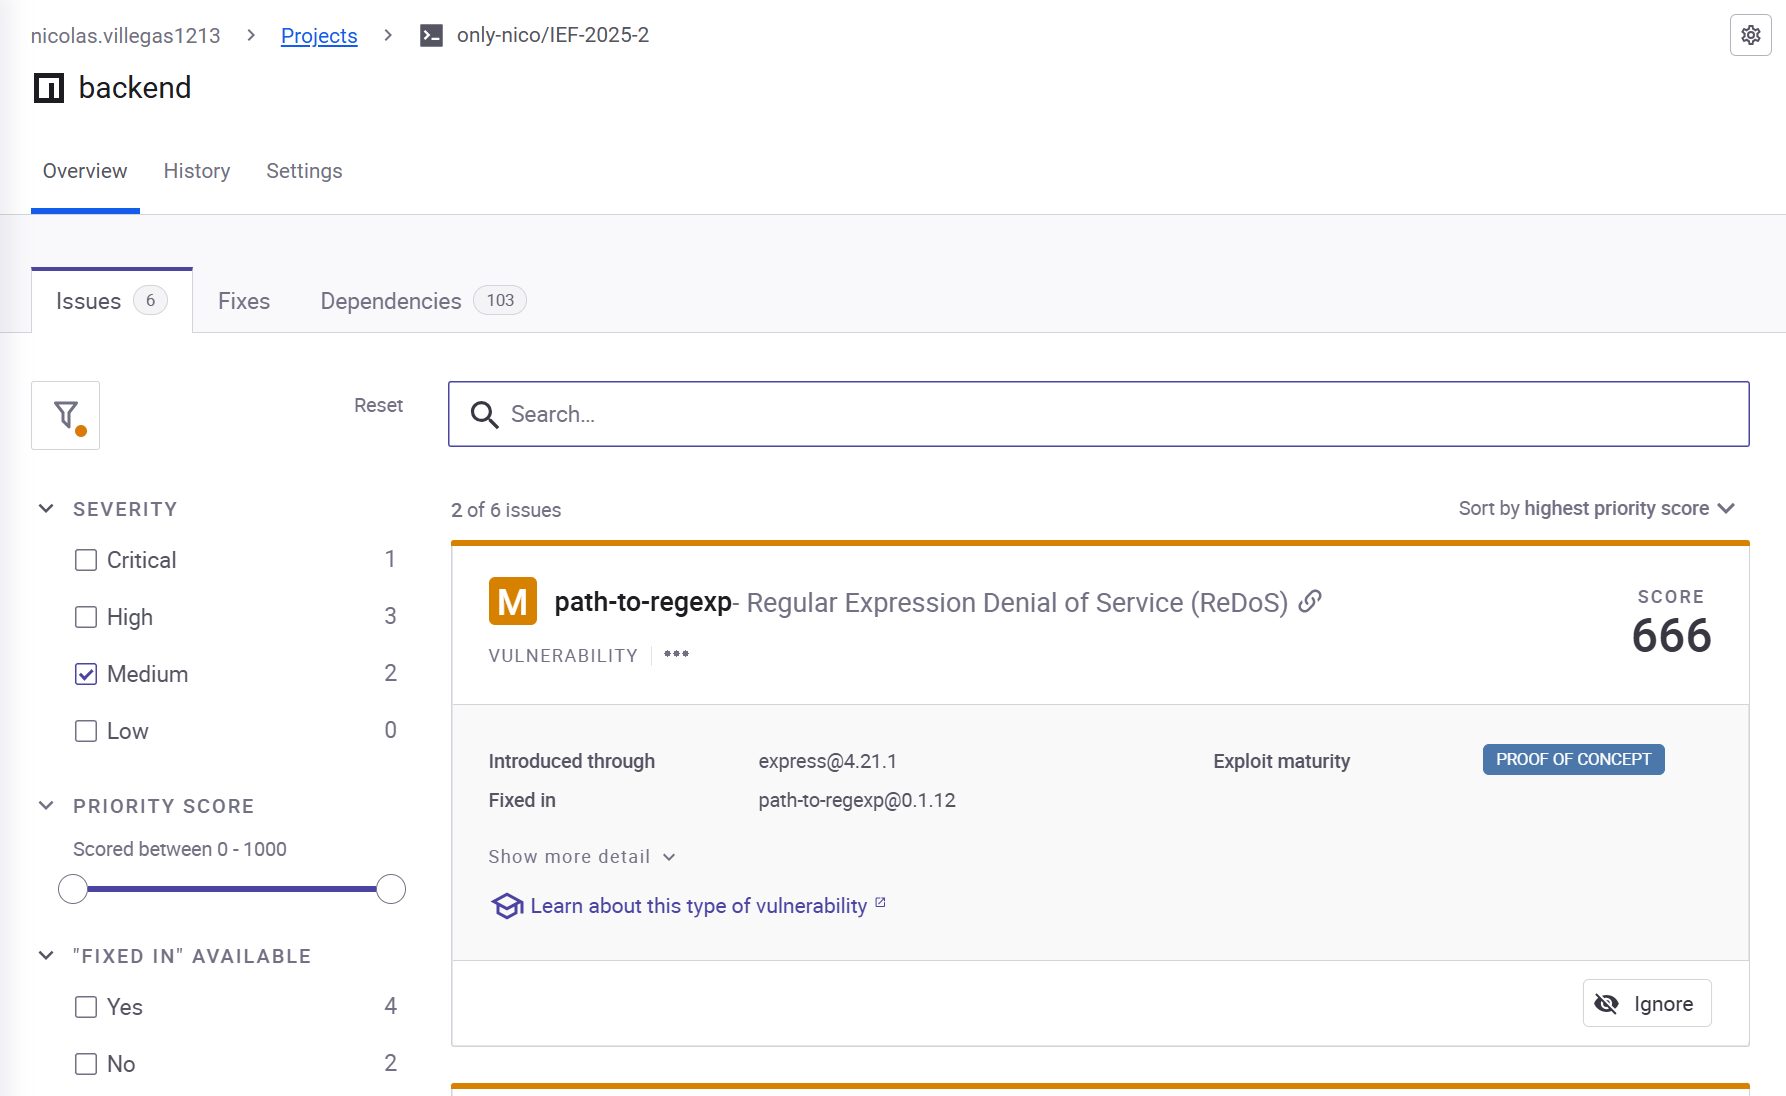 nicolas.villegas1213 > Projects > only-nico/IEF-2025-2
backend
Overview History Settings
Issues 6 Fixes Dependencies 103
Reset
Search...
SEVERITY
Critical 1
High 3
Medium 2
Low 0
PRIORITY SCORE
Scored between 0 - 1000
"FIXED IN" AVAILABLE
Yes 4
No 2
2 of 6 issues
Sort by highest priority score
M path-to-regexp- Regular Expression Denial of Service (ReDoS)
VULNERABILITY
SCORE
666
Introduced through express@4.21.1
Exploit maturity PROOF OF CONCEPT
Fixed in path-to-regexp@0.1.12
Show more detail
Learn about this type of vulnerability
Ignore